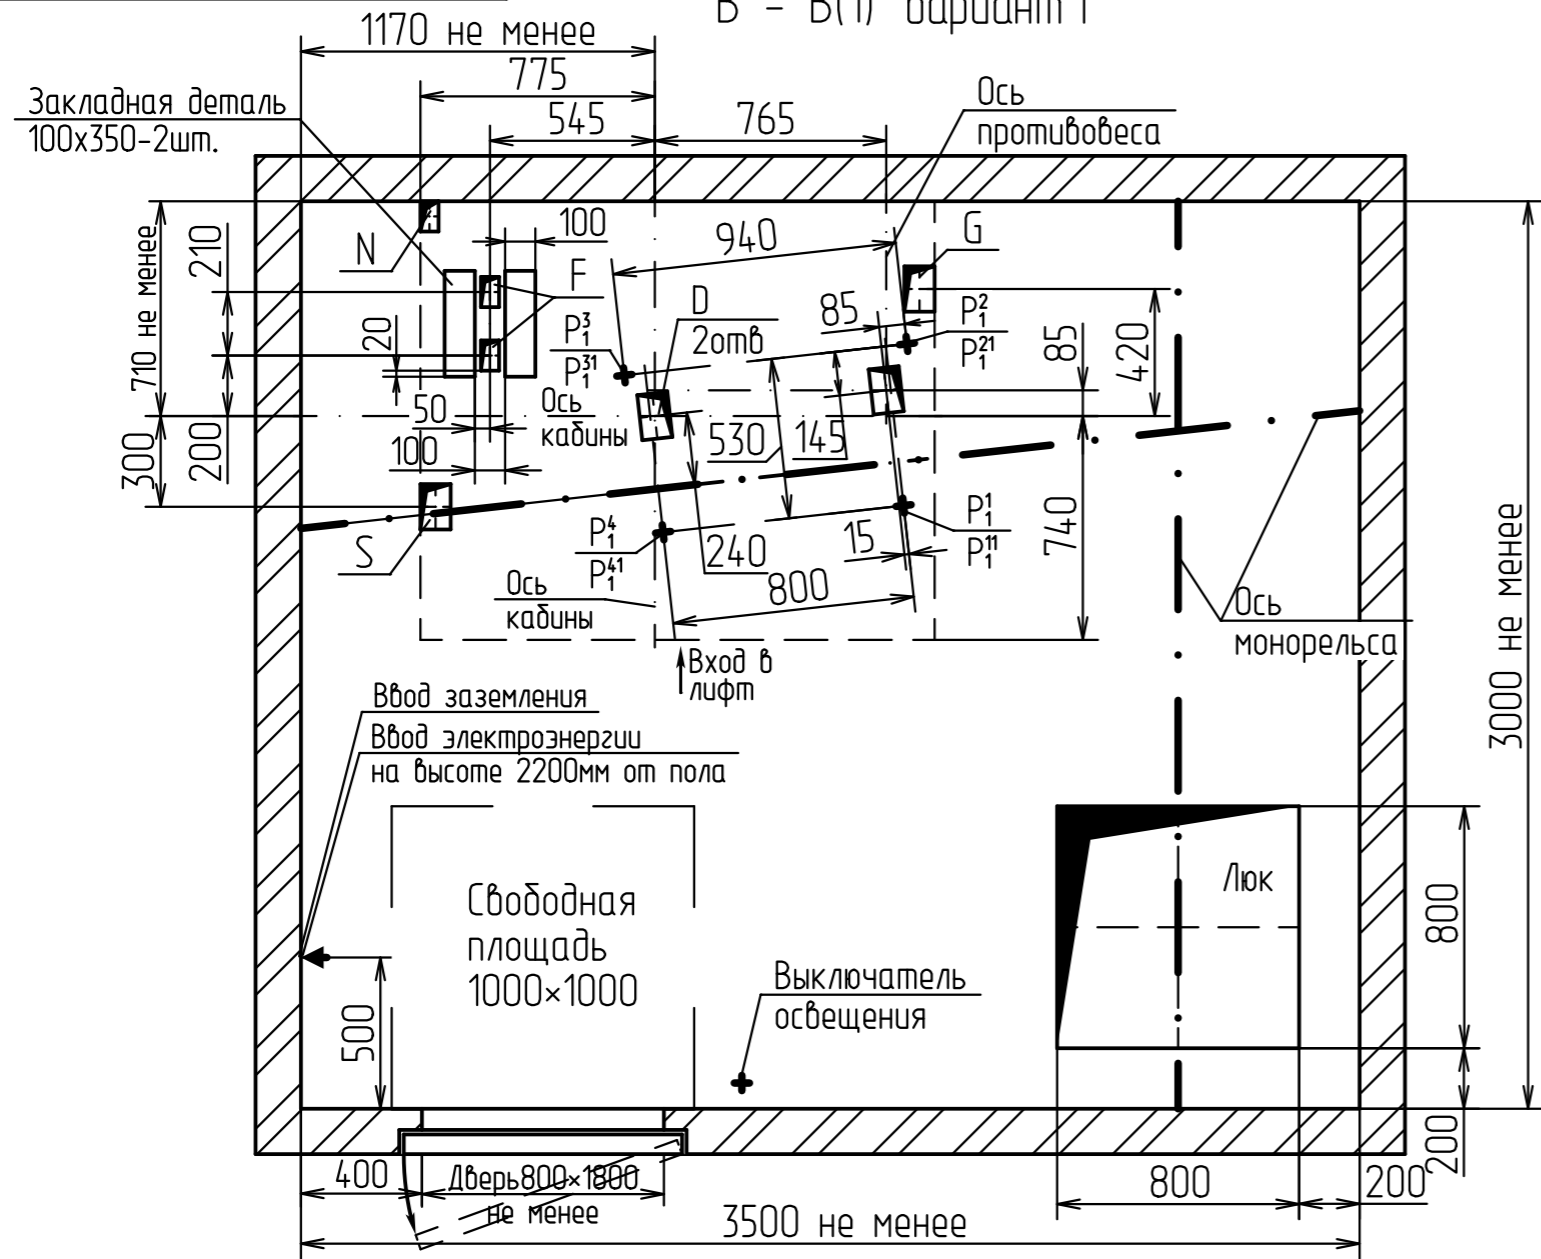 В - В(1) вариант 1
1170 не менее
775
Закладная деталь
100х350-2шт.
545
765
Ось
противовеса
710 не менее
210
N
100
F
940
G
D
2отв
85
P₁³
P₁³¹
P₁²
P₁²¹
85
420
20
50
Ось
кабины
100
530
145
300
200
S
P₁⁴
P₁⁴¹
240
15
P₁¹
P₁¹¹
740
800
Ось
кабины
Ось
монорельса
3000 не менее
Вход в
лифт
Ввод заземления
Ввод электроэнергии
на высоте 2200мм от пола
Свободная
площадь
1000×1000
500
Выключатель
освещения
Люк
800
200
400
Дверь800×1800
не менее
800
200
3500 не менее